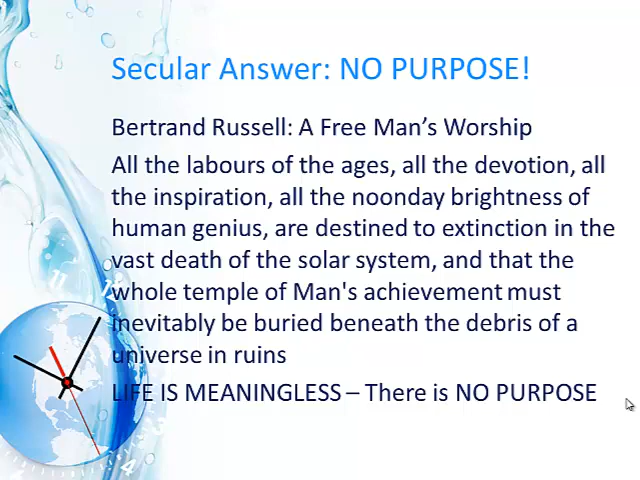 Secular Answer: NO PURPOSE!
Bertrand Russell: A Free Man’s Worship
All the labours of the ages, all the devotion, all
the inspiration, all the noonday brightness of
human genius, are destined to extinction in the
vast death of the solar system, and that the
whole temple of Man's achievement must
inevitably be buried beneath the debris of a
universe in ruins
LIFE IS MEANINGLESS – There is NO PURPOSE
11
12
4